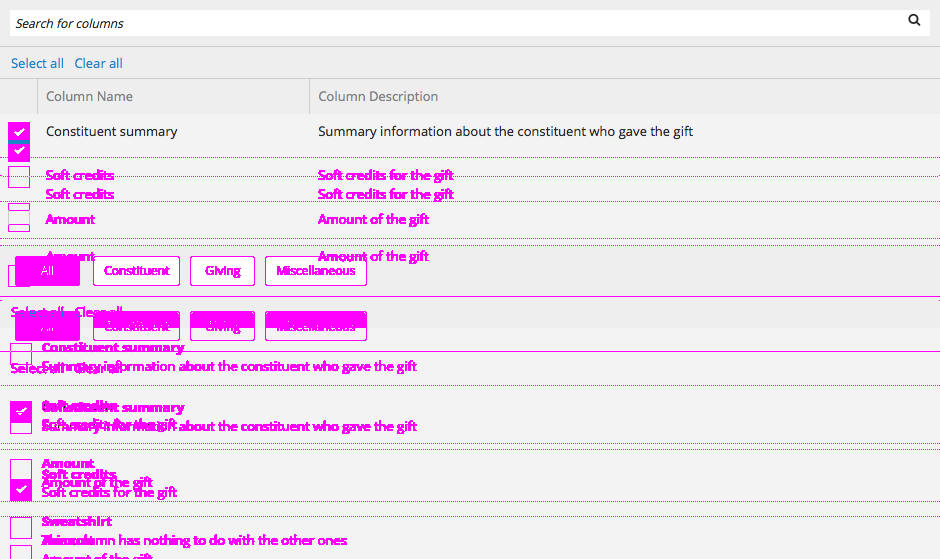 Search for columns
Select all Clear all
Column Name Column Description
Constituent summary Summary information about the constituent who gave the gift
Soft credits Soft credits for the gift
Soft credits Soft credits for the gift
Amount Amount of the gift
Amount Amount of the gift
All Constituent Giving Miscellaneous
Select all Clear all
All Constituent Giving Miscellaneous
Constituent summary
Summary information about the constituent who gave the gift
Select all Clear all
Soft credits
Constituent summary
Soft credits for the gift
Summary information about the constituent who gave the gift
Amount
Soft credits
Amount of the gift
Soft credits for the gift
Sweatshirt
column has nothing to do with the other ones
Amount of the gift